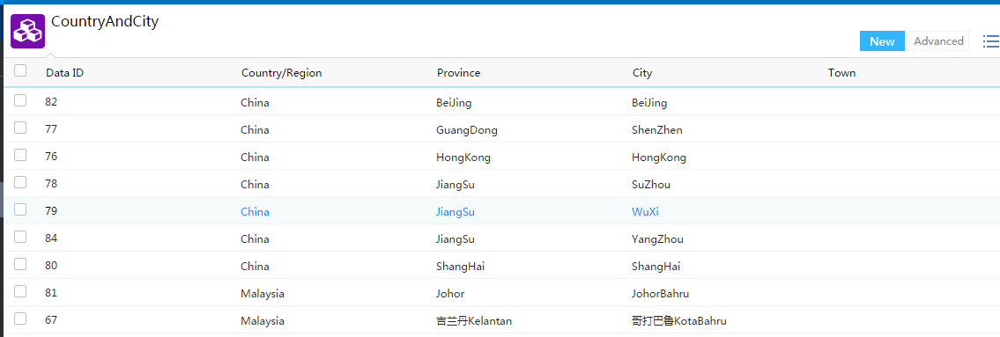 CountryAndCity
New Advanced
Data ID Country/Region Province City Town
82 China BeiJing BeiJing
77 China GuangDong ShenZhen
76 China HongKong HongKong
78 China JiangSu SuZhou
79 China JiangSu WuXi
84 China JiangSu YangZhou
80 China ShangHai ShangHai
81 Malaysia Johor JohorBahru
67 Malaysia 吉兰丹Kelantan 哥打巴鲁KotaBahru